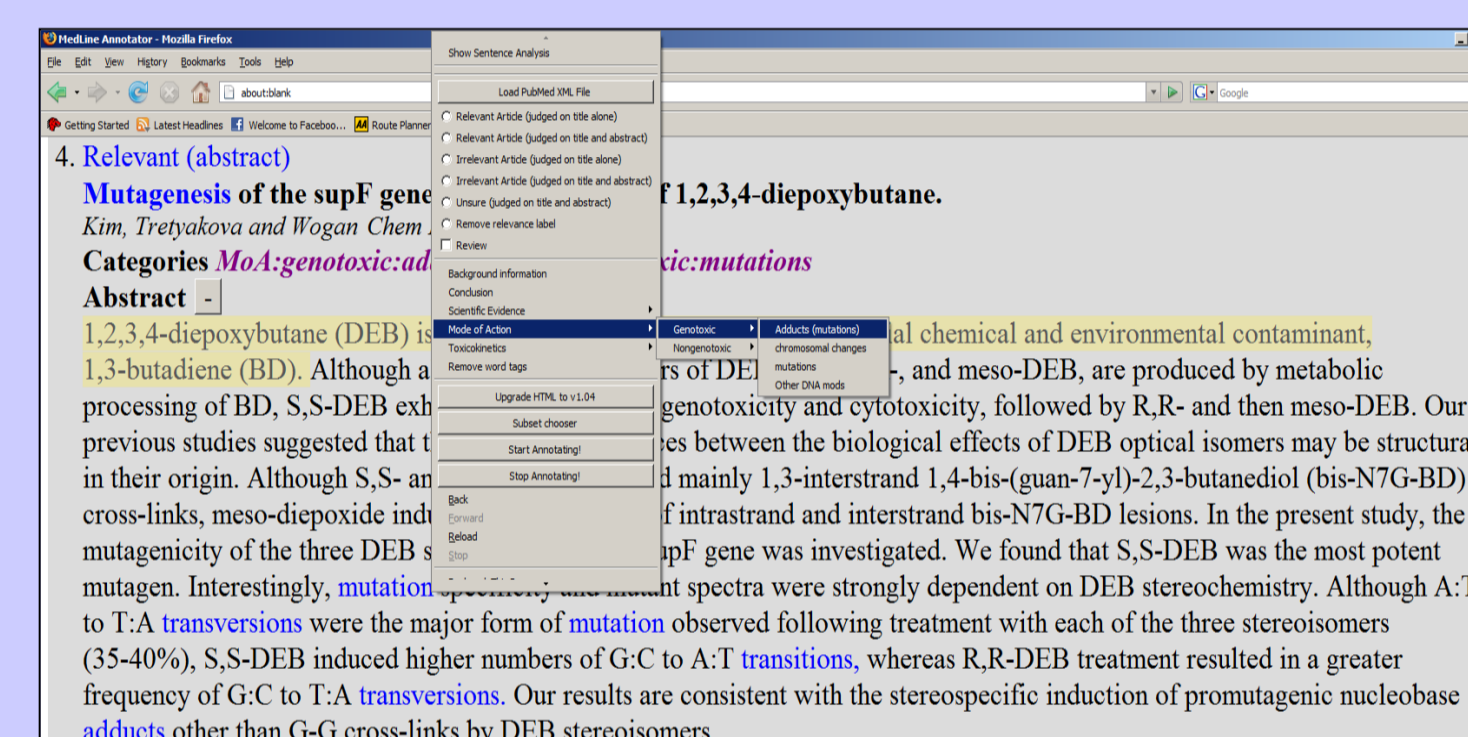 MedLine Annotator - Mozilla Firefox
File Edit View History Bookmarks Tools Help
about:blank
Google
Getting Started Latest Headlines Welcome to Faceboo... Route Planner
Show Sentence Analysis
Load PubMed XML File
Relevant Article (judged on title alone)
Relevant Article (judged on title and abstract)
Irrelevant Article (judged on title alone)
Irrelevant Article (judged on title and abstract)
Unsure (judged on title and abstract)
Remove relevance label
Review
Background information
Conclusion
Scientific Evidence
Mode of Action
Toxicokinetics
Remove word tags
Upgrade HTML to v1.04
Subset chooser
Start Annotating!
Stop Annotating!
Back
Forward
Reload
Stop
Genotoxic
Nongenotoxic
Adducts (mutations)
chromosomal changes
mutations
Other DNA mods
4. Relevant (abstract)
Mutagenesis of the supF gene f 1,2,3,4-diepoxybutane.
Kim, Tretyakova and Wogan Chem
Categories MoA:genotoxic:ad xic:mutations
Abstract -
1,2,3,4-diepoxybutane (DEB) is al chemical and environmental contaminant,
1,3-butadiene (BD). Although a rs of DE -, and meso-DEB, are produced by metabolic
processing of BD, S,S-DEB exh genotoxicity and cytotoxicity, followed by R,R- and then meso-DEB. Our
previous studies suggested that t es between the biological effects of DEB optical isomers may be structura
in their origin. Although S,S- an d mainly 1,3-interstrand 1,4-bis-(guan-7-yl)-2,3-butanediol (bis-N7G-BD)
cross-links, meso-diepoxide indu f intrastrand and interstrand bis-N7G-BD lesions. In the present study, the
mutagenicity of the three DEB s upF gene was investigated. We found that S,S-DEB was the most potent
mutagen. Interestingly, mutation specificity and mutant spectra were strongly dependent on DEB stereochemistry. Although A:T
to T:A transversions were the major form of mutation observed following treatment with each of the three stereoisomers
(35-40%), S,S-DEB induced higher numbers of G:C to A:T transitions, whereas R,R-DEB treatment resulted in a greater
frequency of G:C to T:A transversions. Our results are consistent with the stereospecific induction of promutagenic nucleobase
adducts other than G-G cross-links by DEB stereoisomers